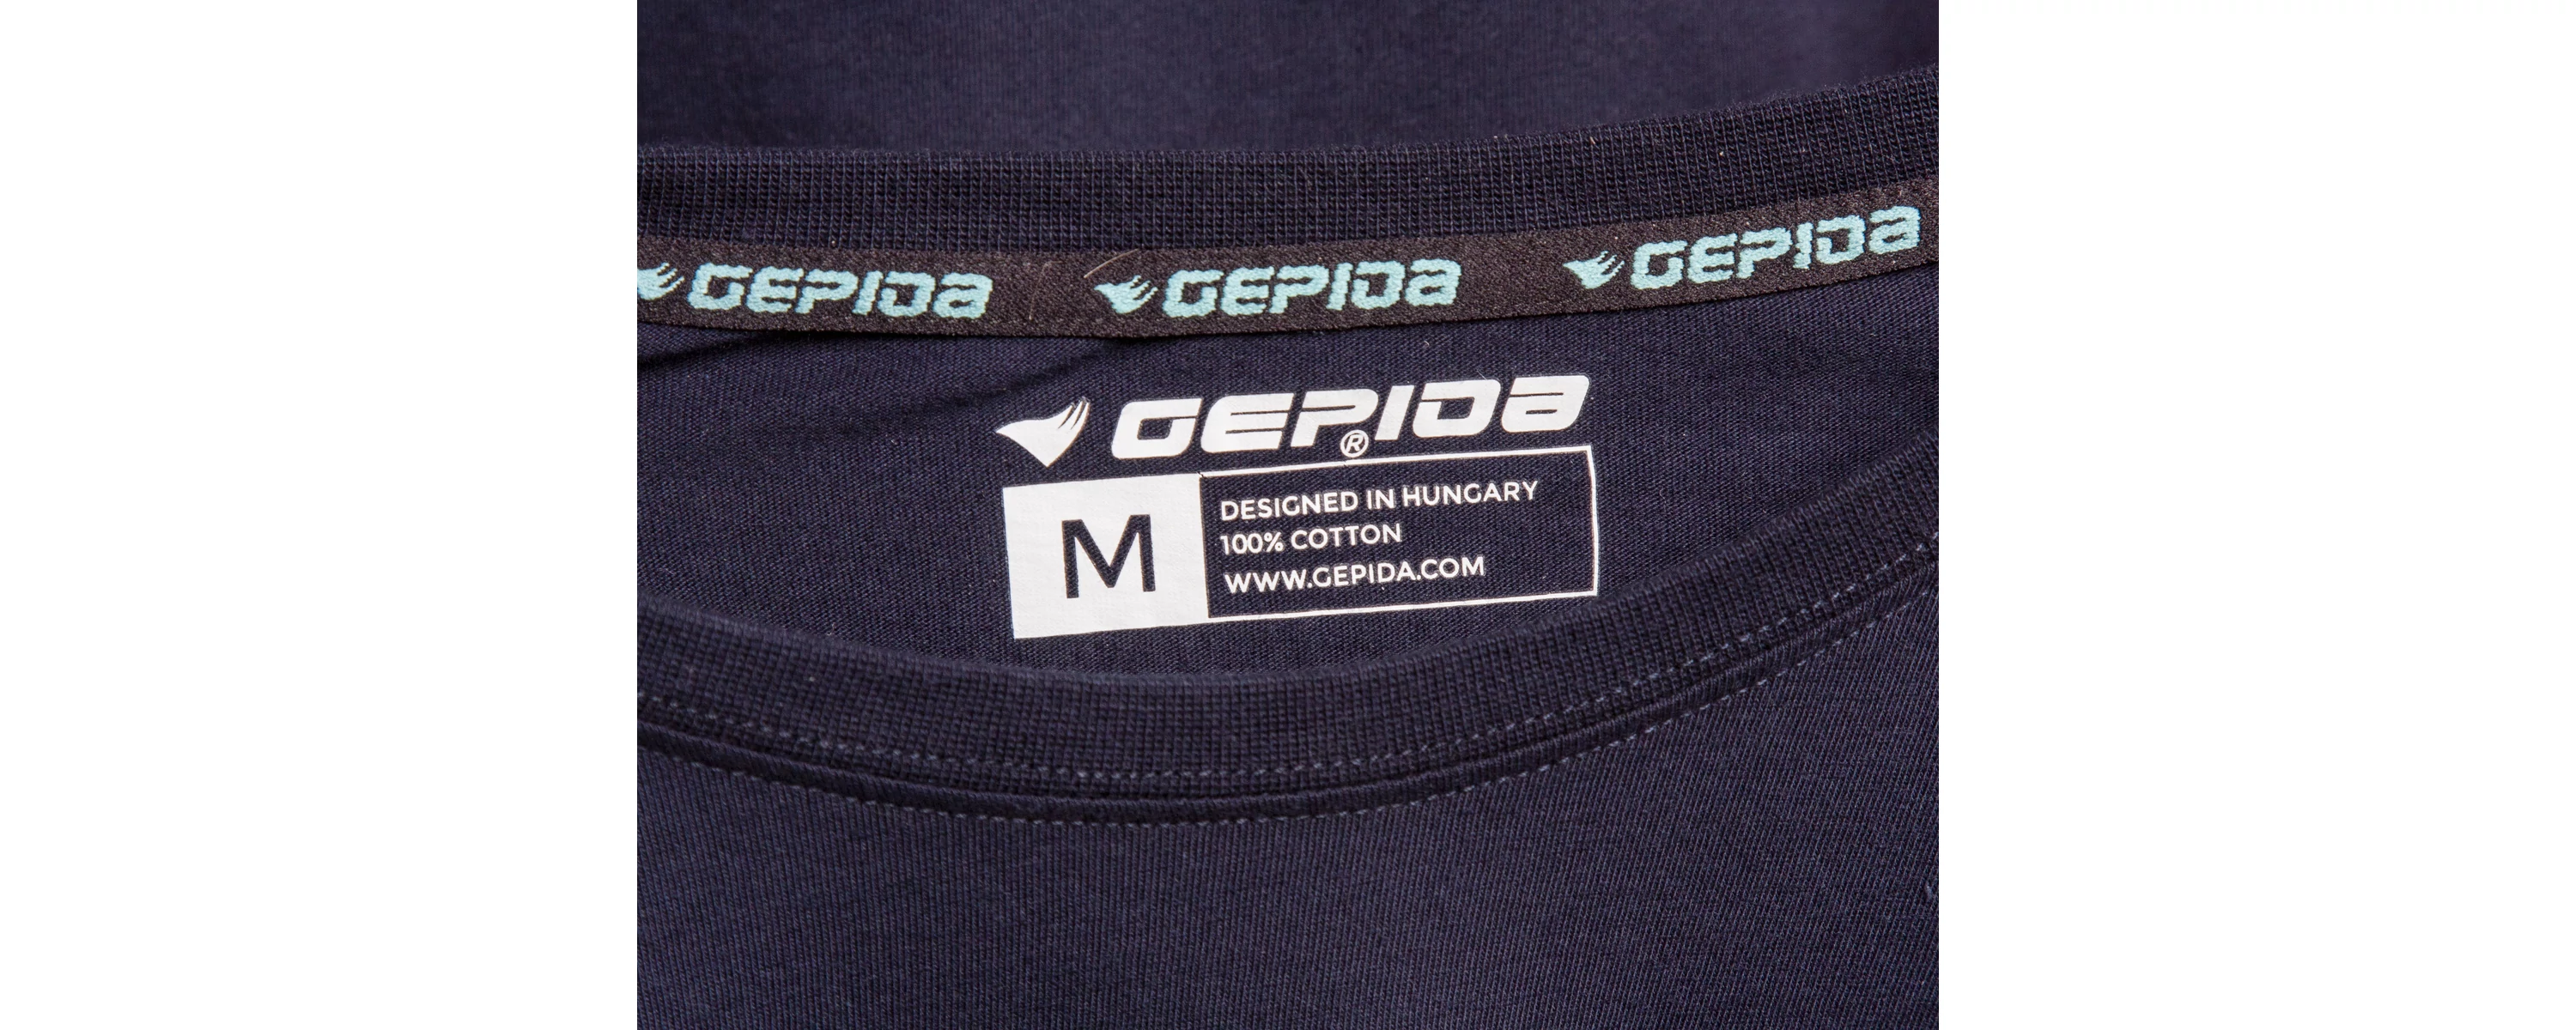 GEPIDA GEPIDA GEPIDA
GEPIDA
®
M
DESIGNED IN HUNGARY
100% COTTON
WWW.GEPIDA.COM